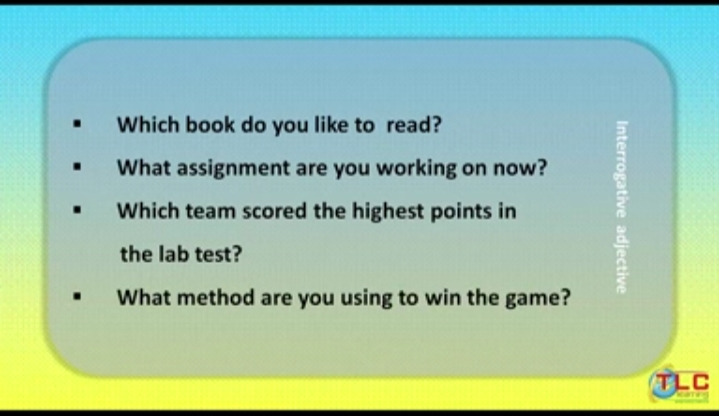 ▪ Which book do you like to read?
▪ What assignment are you working on now?
▪ Which team scored the highest points in
the lab test?
▪ What method are you using to win the game?
Interrogative adjective
TLC